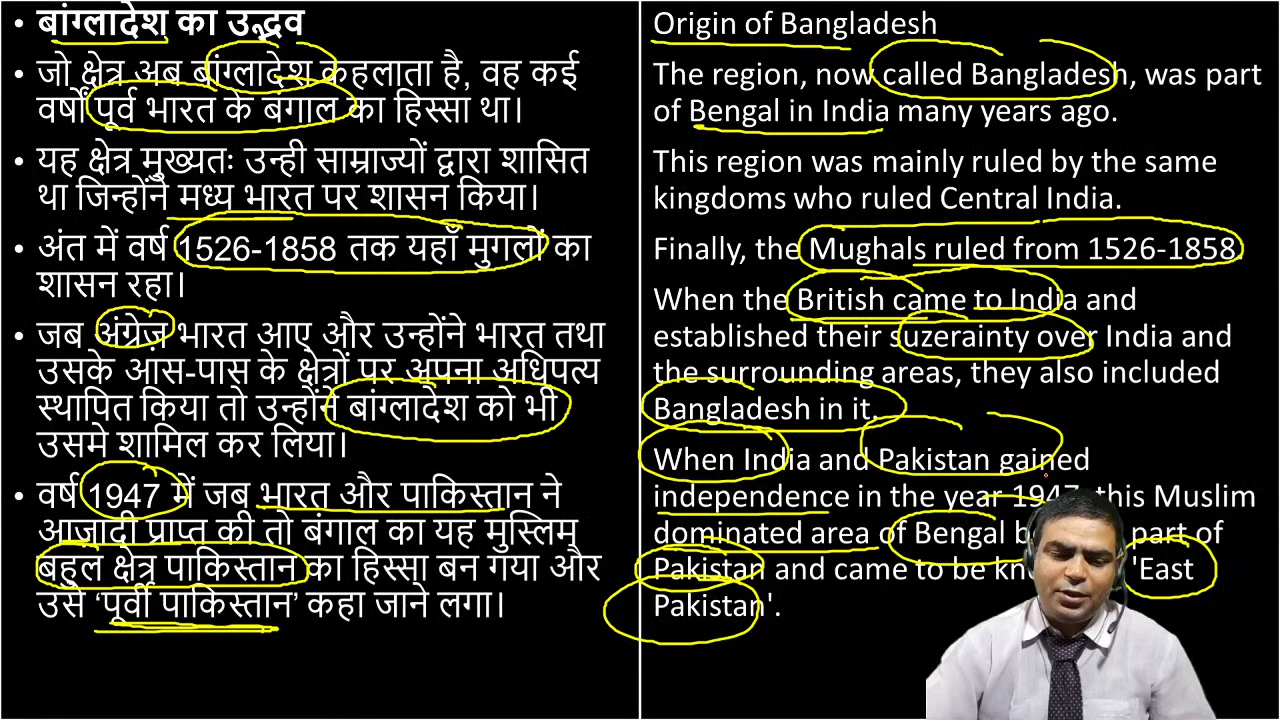 • बांग्लादेश का उद्भव
• जो क्षेत्र अब बांग्लादेश कहलाता है, वह कई
वर्षों पूर्व भारत के बंगाल का हिस्सा था।
• यह क्षेत्र मुख्यतः उन्ही साम्राज्यों द्वारा शासित
था जिन्होंने मध्य भारत पर शासन किया।
• अंत में वर्ष 1526-1858 तक यहाँ मुगलों का
शासन रहा।
• जब अंग्रेज़ भारत आए और उन्होंने भारत तथा
उसके आस-पास के क्षेत्रों पर अपना अधिपत्य
स्थापित किया तो उन्होंने बांग्लादेश को भी
उसमे शामिल कर लिया।
• वर्ष 1947 में जब भारत और पाकिस्तान ने
आज़ादी प्राप्त की तो बंगाल का यह मुस्लिम
बहुल क्षेत्र पाकिस्तान का हिस्सा बन गया और
उसे ‘पूर्वी पाकिस्तान’ कहा जाने लगा।
Origin of Bangladesh
The region, now called Bangladesh, was part
of Bengal in India many years ago.
This region was mainly ruled by the same
kingdoms who ruled Central India.
Finally, the Mughals ruled from 1526-1858.
When the British came to India and
established their suzerainty over India and
the surrounding areas, they also included
Bangladesh in it.
When India and Pakistan gained
independence in the year 1947, this Muslim
dominated area of Bengal part of
Pakistan and came to be 'East
Pakistan'.